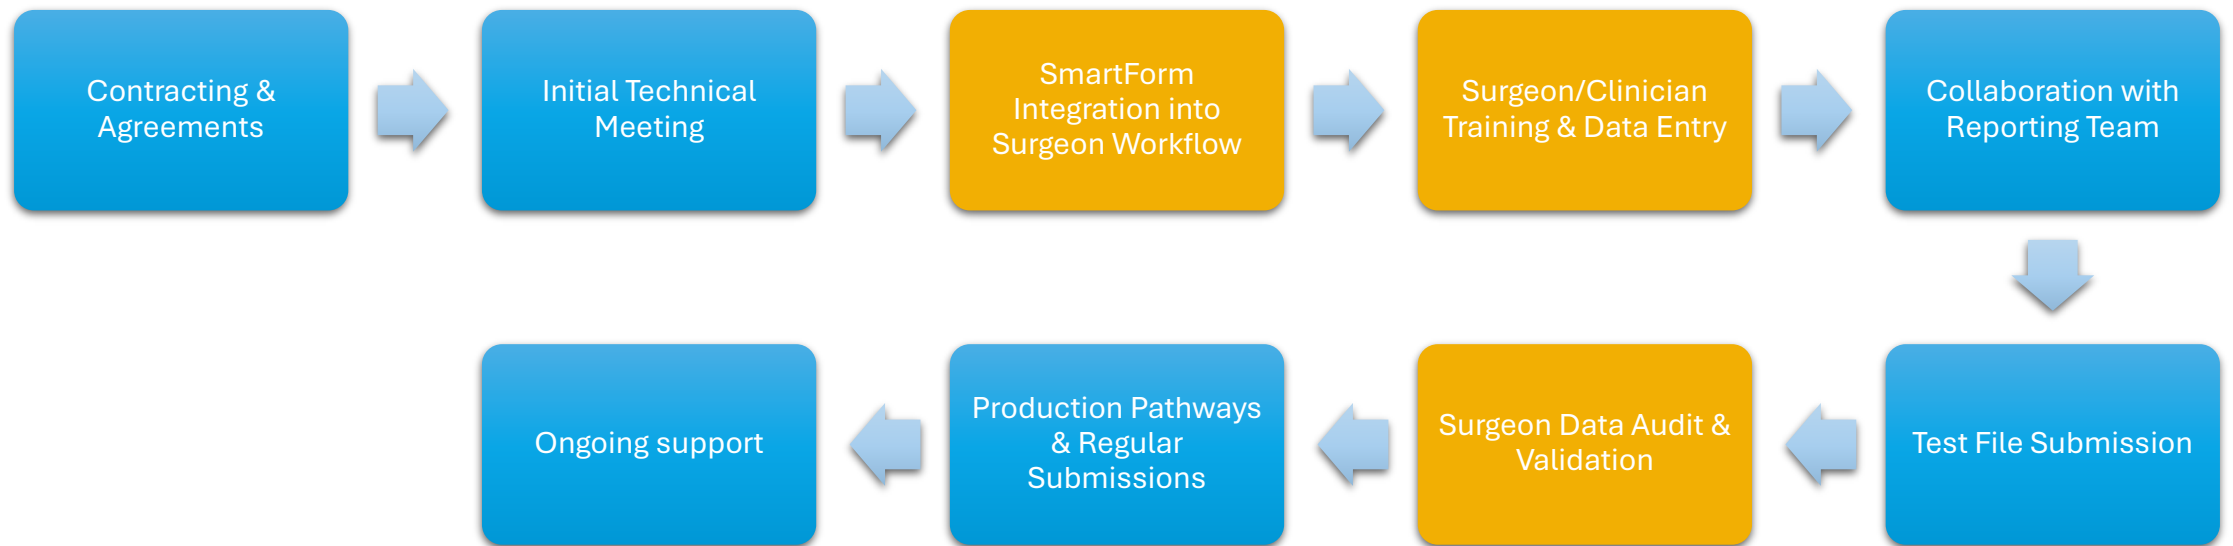 Contracting &
Agreements
Initial Technical
Meeting
SmartForm
Integration into
Surgeon Workflow
Surgeon/Clinician
Training & Data Entry
Collaboration with
Reporting Team
Test File Submission
Surgeon Data Audit &
Validation
Production Pathways
& Regular
Submissions
Ongoing support